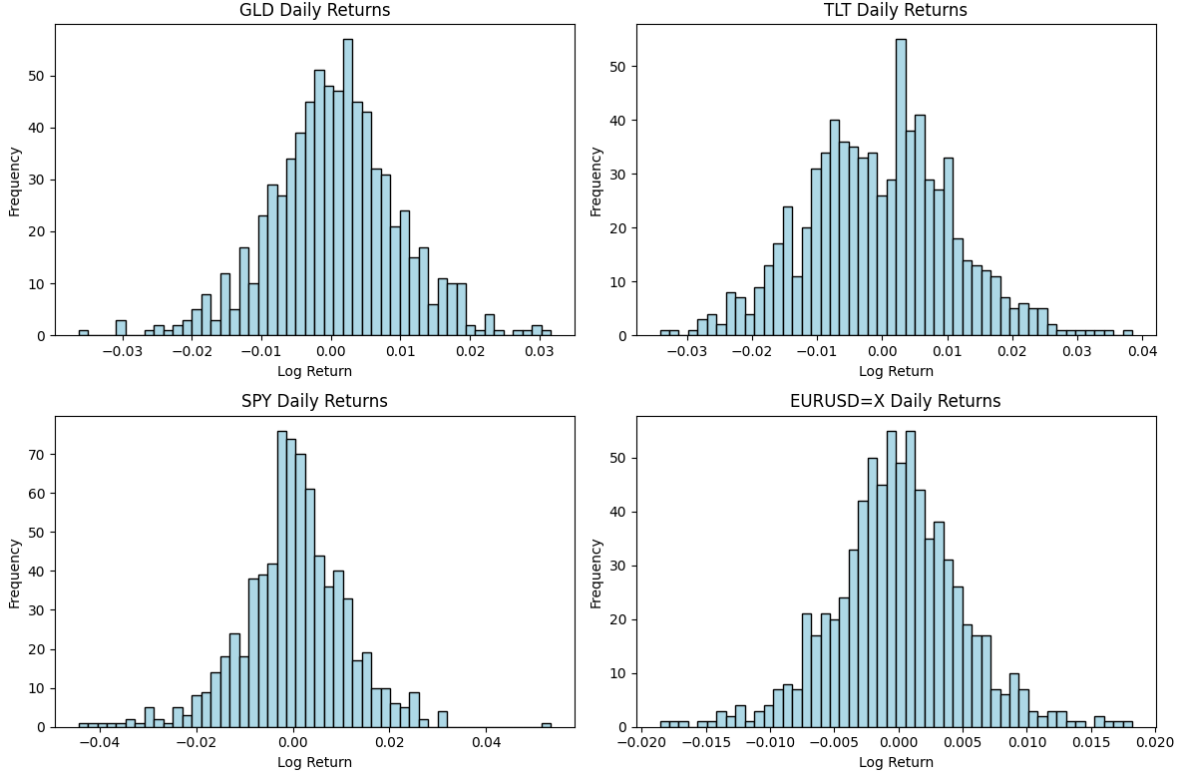 GLD Daily Returns
Frequency
50
40
30
20
10
0
−0.03 −0.02 −0.01 0.00 0.01 0.02 0.03
Log Return
TLT Daily Returns
Frequency
50
40
30
20
10
0
−0.03 −0.02 −0.01 0.00 0.01 0.02 0.03 0.04
Log Return
SPY Daily Returns
Frequency
70
60
50
40
30
20
10
0
−0.04 −0.02 0.00 0.02 0.04
Log Return
EURUSD=X Daily Returns
Frequency
50
40
30
20
10
0
−0.020 −0.015 −0.010 −0.005 0.000 0.005 0.010 0.015 0.020
Log Return